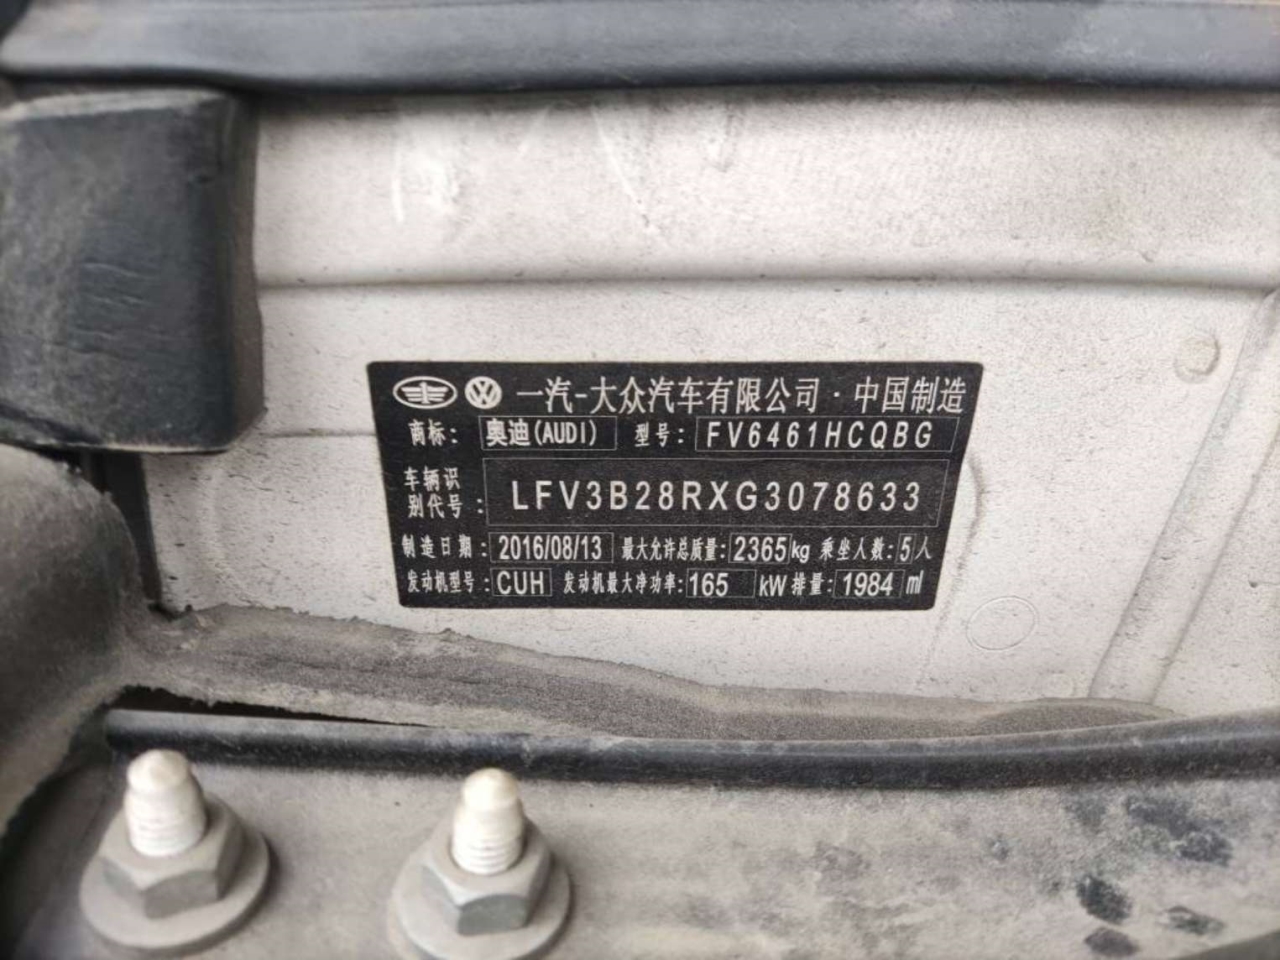 一汽-大众汽车有限公司·中国制造
商标: 奥迪(AUDI) 型号: FV6461HCQBG
车辆识
别代号: LFV3B28RXG3078633
制造日期: 2016/08/13 最大允许总质量: 2365kg 乘坐人数: 5人
发动机型号: CUH 发动机最大净功率: 165 kW 排量: 1984 ml